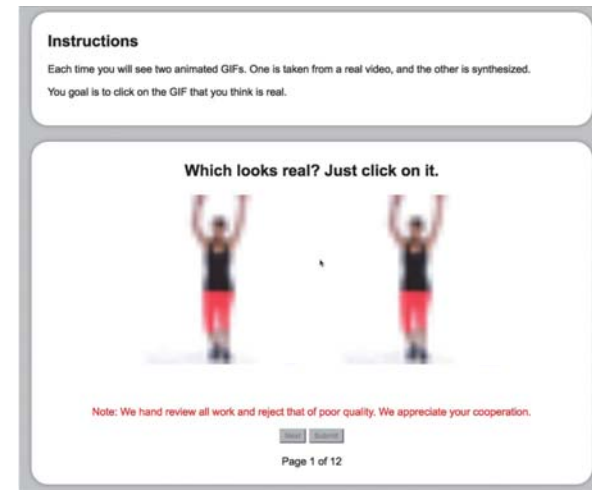 Instructions
Each time you will see two animated GIFs. One is taken from a real video, and the other is synthesized.
You goal is to click on the GIF that you think is real.
Which looks real? Just click on it.
Note: We hand review all work and reject that of poor quality. We appreciate your cooperation.
Next Submit
Page 1 of 12